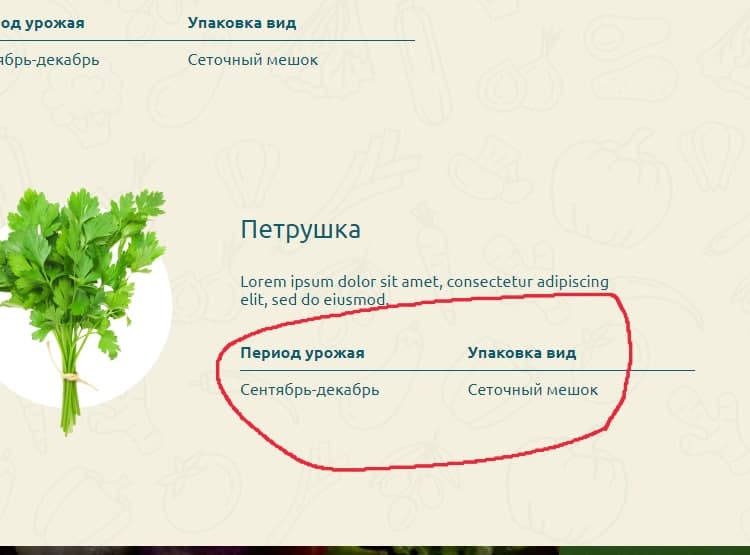 од урожая Упаковка вид
ябрь-декабрь Сеточный мешок
Петрушка
Lorem ipsum dolor sit amet, consectetur adipiscing
elit, sed do eiusmod.
Период урожая Упаковка вид
Сентябрь-декабрь Сеточный мешок